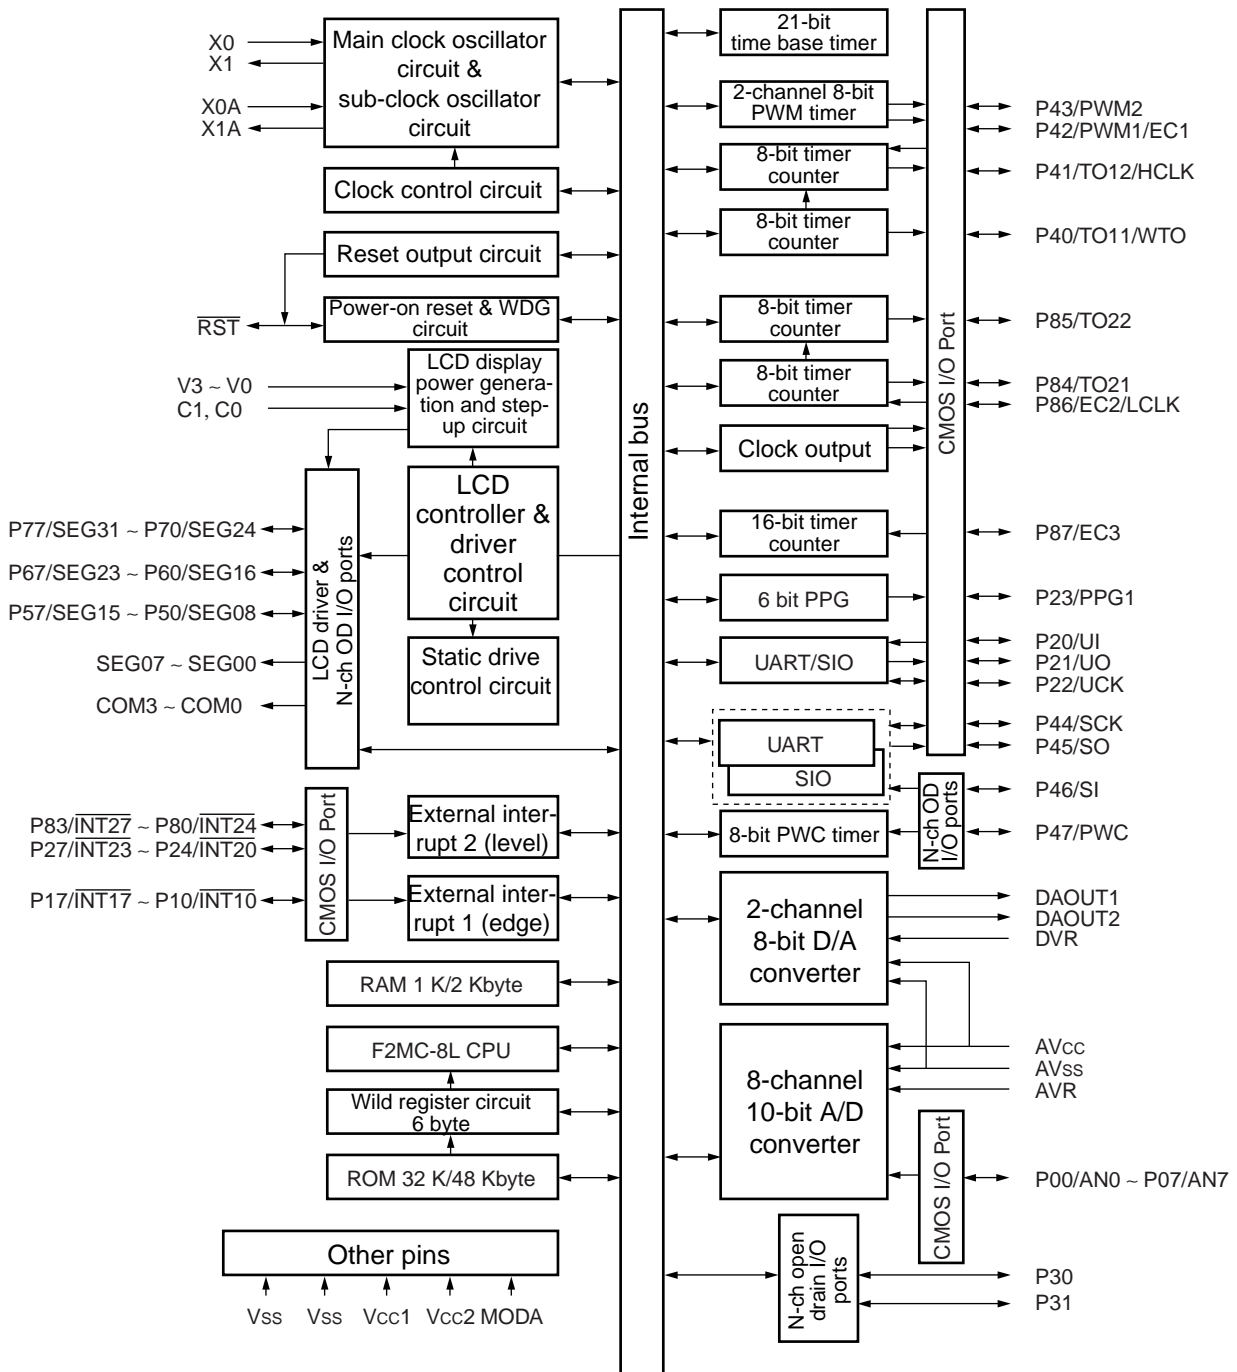 X0
X1
X0A
X1A
Main clock oscillator
circuit &
sub-clock oscillator
circuit
Clock control circuit
Reset output circuit
RST
Power-on reset & WDG
circuit
V3 ~ V0
C1, C0
LCD display
power genera-
tion and step-
up circuit
LCD
controller &
driver
control
circuit
Static drive
control circuit
P77/SEG31 ~ P70/SEG24
P67/SEG23 ~ P60/SEG16
P57/SEG15 ~ P50/SEG08
SEG07 ~ SEG00
COM3 ~ COM0
LCD driver &
N-ch OD I/O ports
P83/INT27 ~ P80/INT24
P27/INT23 ~ P24/INT20
P17/INT17 ~ P10/INT10
CMOS I/O Port
External inter-
rupt 2 (level)
External inter-
rupt 1 (edge)
RAM 1 K/2 Kbyte
F2MC-8L CPU
Wild register circuit
6 byte
ROM 32 K/48 Kbyte
Other pins
Vss
Vss
Vcc1
Vcc2
MODA
Internal bus
21-bit
time base timer
2-channel 8-bit
PWM timer
8-bit timer
counter
8-bit timer
counter
8-bit timer
counter
8-bit timer
counter
Clock output
16-bit timer
counter
6 bit PPG
UART/SIO
UART
SIO
8-bit PWC timer
2-channel
8-bit D/A
converter
8-channel
10-bit A/D
converter
N-ch open
drain I/O
ports
CMOS I/O Port
N-ch OD
I/O ports
CMOS I/O Port
P43/PWM2
P42/PWM1/EC1
P41/TO12/HCLK
P40/TO11/WTO
P85/TO22
P84/TO21
P86/EC2/LCLK
P87/EC3
P23/PPG1
P20/UI
P21/UO
P22/UCK
P44/SCK
P45/SO
P46/SI
P47/PWC
DAOUT1
DAOUT2
DVR
AVcc
AVss
AVR
P00/AN0 ~ P07/AN7
P30
P31